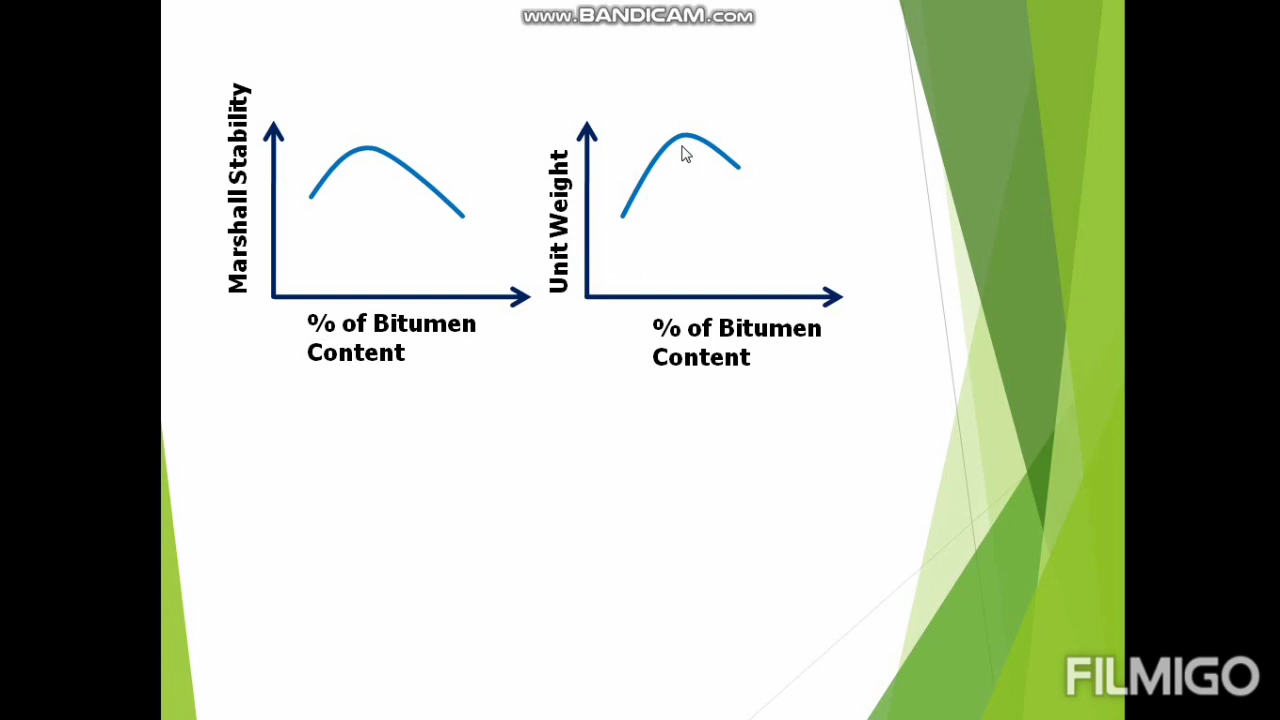 www.BANDICAM.com
Marshall Stability
Unit Weight
% of Bitumen
Content
% of Bitumen
Content
FILMIGO